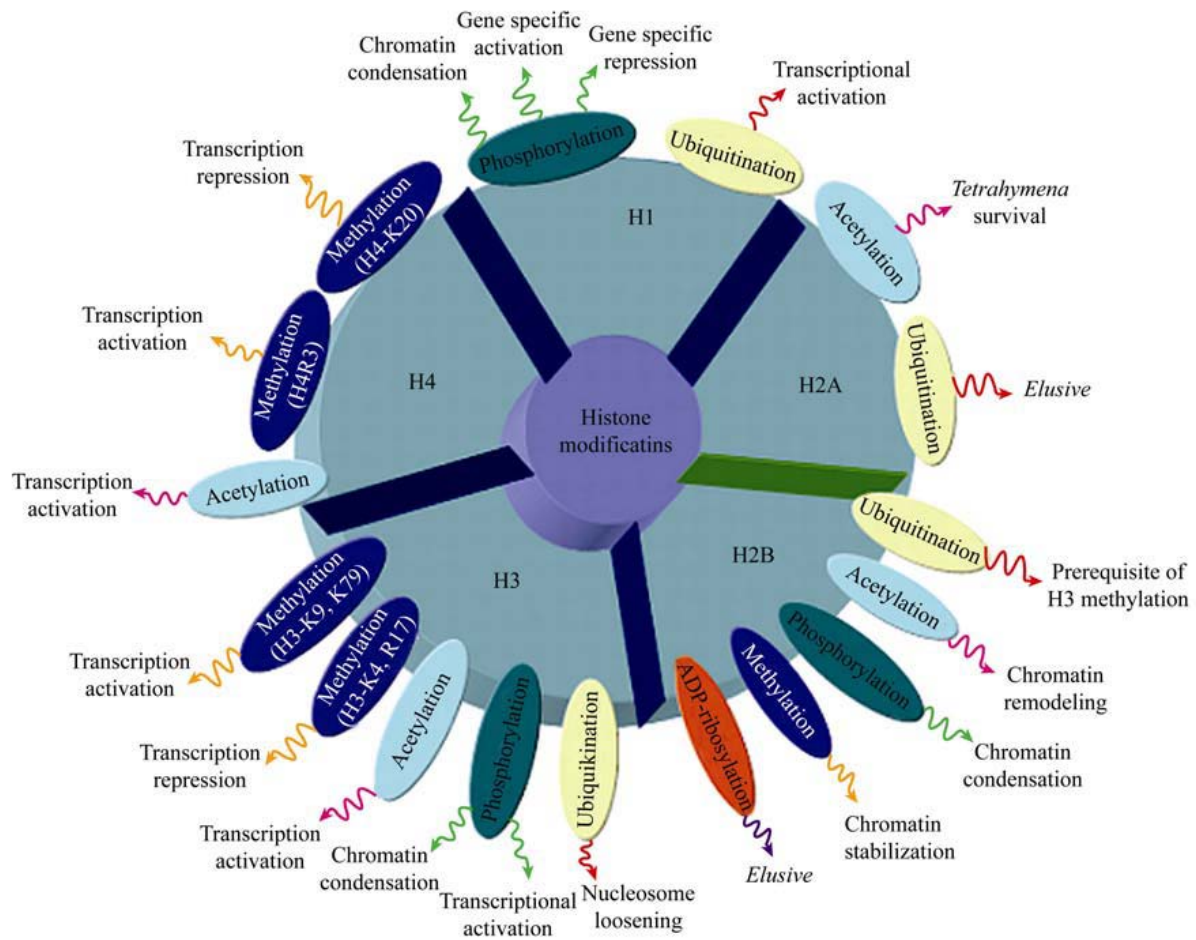 Gene specific
activation
Gene specific
repression
Chromatin
condensation
Transcriptional
activation
Phosphorylation
Ubiquitination
Transcription
repression
Methylation
(H4-K20)
H1
Acetylation
Tetrahymena
survival
Transcription
activation
Methylation
(H4R3)
H4
H2A
Ubiquitination
Elusive
Histone
modificatins
Transcription
activation
Acetylation
Ubiquitination
Prerequisite of
H3 methylation
H3
H2B
Acetylation
Chromatin
remodeling
Methylation
(H3-K9, K79)
Transcription
activation
Methylation
(H3-K4, R17)
Transcription
repression
Acetylation
Transcription
activation
Phosphorylation
Chromatin
condensation
Transcriptional
activation
Ubiquikination
Nucleosome
loosening
ADP-ribosylation
Elusive
Methylation
Chromatin
stabilization
Phosphorylation
Chromatin
condensation